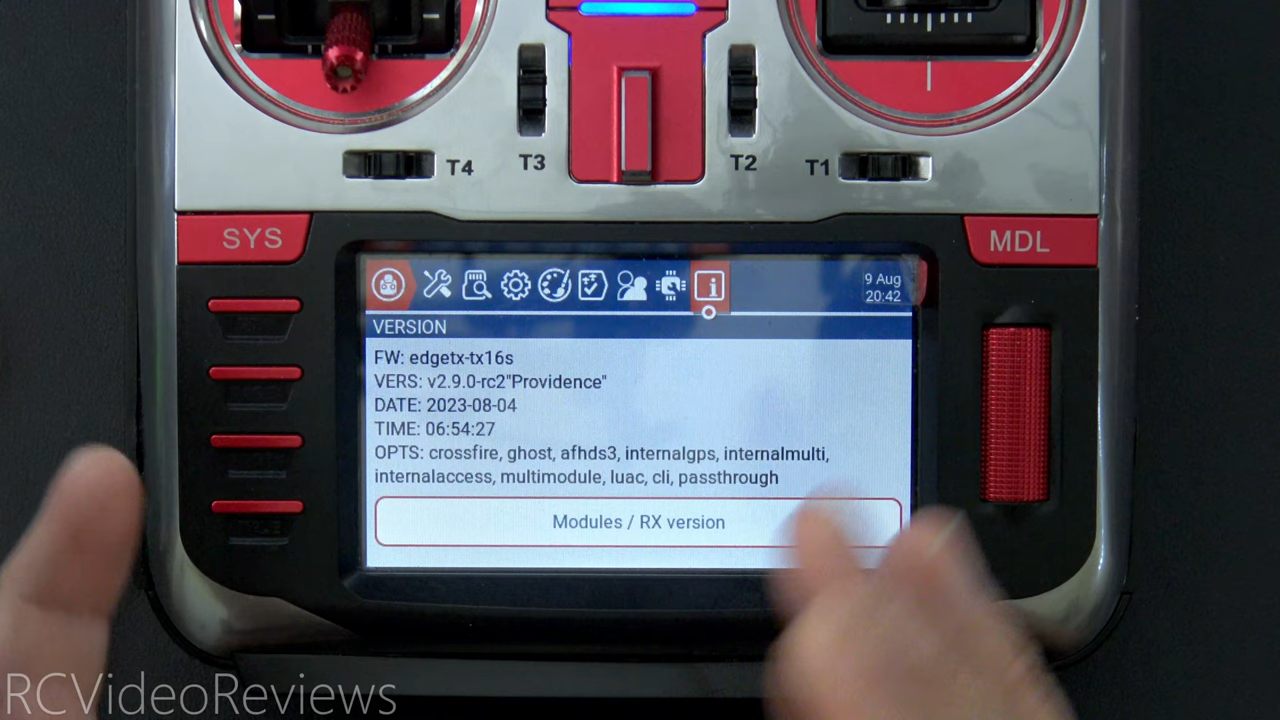 T4
T3
T2
T1
SYS
MDL
9 Aug
20:42
VERSION
FW: edgetx-tx16s
VERS: v2.9.0-rc2"Providence"
DATE: 2023-08-04
TIME: 06:54:27
OPTS: crossfire, ghost, afhds3, internalgps, internalmulti,
internalaccess, multimodule, luac, cli, passthrough
Modules / RX version
RCVideoReviews